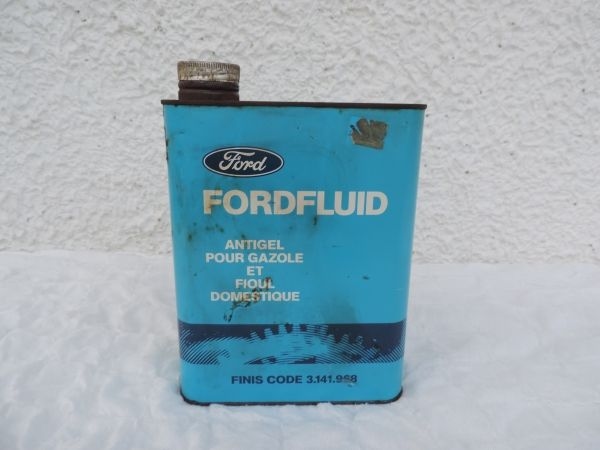 Ford
FORDFLUID
ANTIGEL
POUR GAZOLE
ET
FIOUL
DOMESTIQUE
FINIS CODE 3.141.968